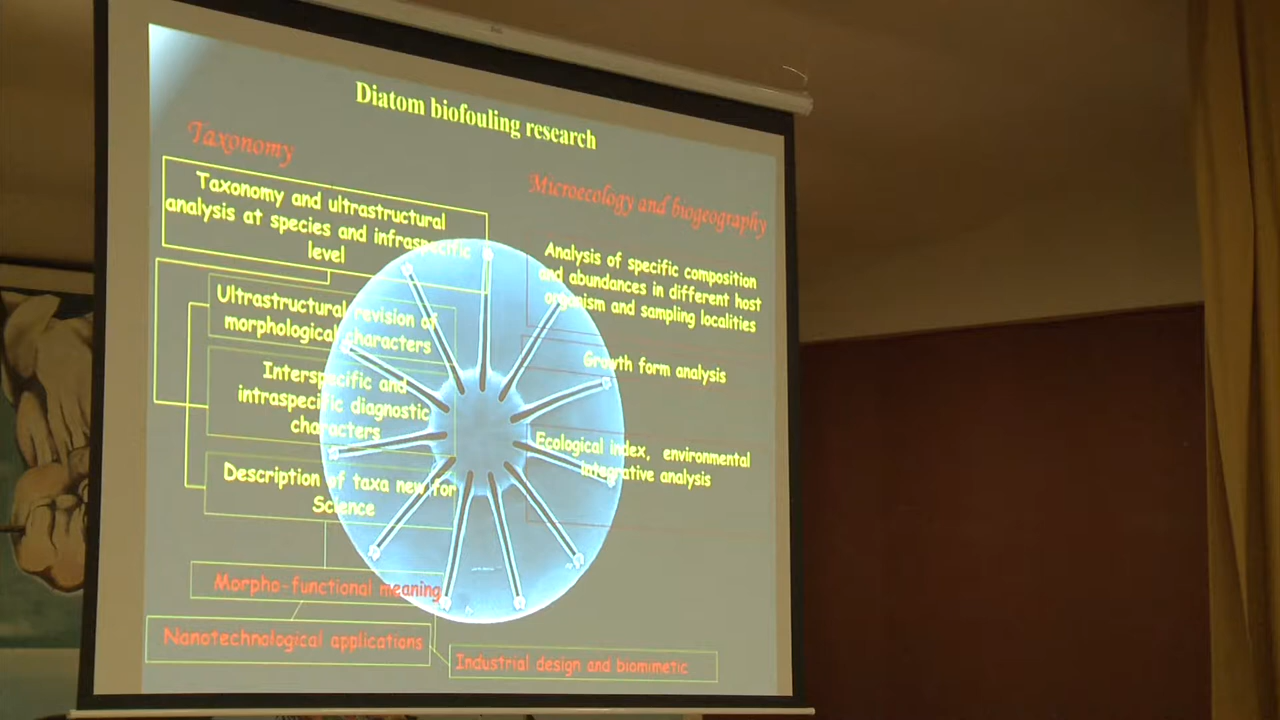 Diatom biofouling research
Taxonomy
Taxonomy and ultrastructural
analysis at species and infraspecific
level
Ultrastructural revision of
morphological characters
Interspecific and
intraspecific diagnostic
characters
Description of taxa new for
Science
Morpho-functional meaning
Nanotechnological applications
Industrial design and biomimetic
Microecology and biogeography
Analysis of specific composition
and abundances in different host
organism and sampling localities
Growth form analysis
Ecological index, environmental
integrative analysis